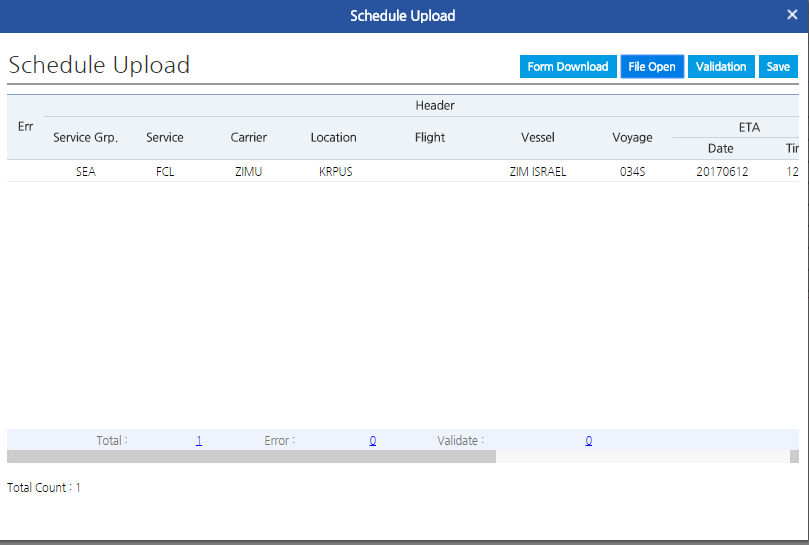 Schedule Upload
Schedule Upload
Form Download File Open Validation Save
Header
Err Service Grp. Service Carrier Location Flight Vessel Voyage ETA
Date Tir
SEA FCL ZIMU KRPUS ZIM ISRAEL 034S 20170612 12
Total : 1 Error : 0 Validate : 0
Total Count : 1